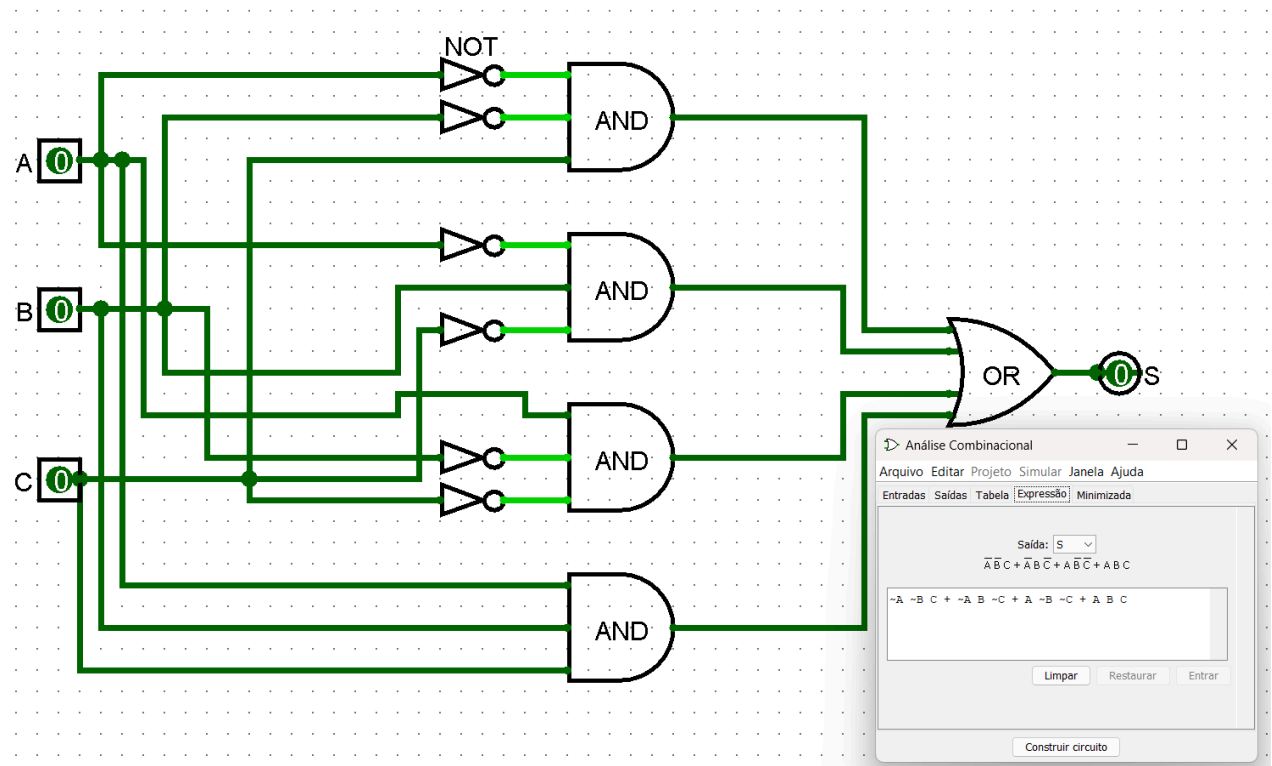 NOT
AND
A 0
AND
B 0
OR
0 S
AND
C 0
AND
Análise Combinacional
Arquivo Editar Projeto Simular Janela Ajuda
Entradas Saídas Tabela Expressão Minimizada
Saída: S
A̅ B̅ C + A̅ B C̅ + A B̅ C̅ + A B C
~A ~B C + ~A B ~C + A ~B ~C + A B C
Limpar Restaurar Entrar
Construir circuito